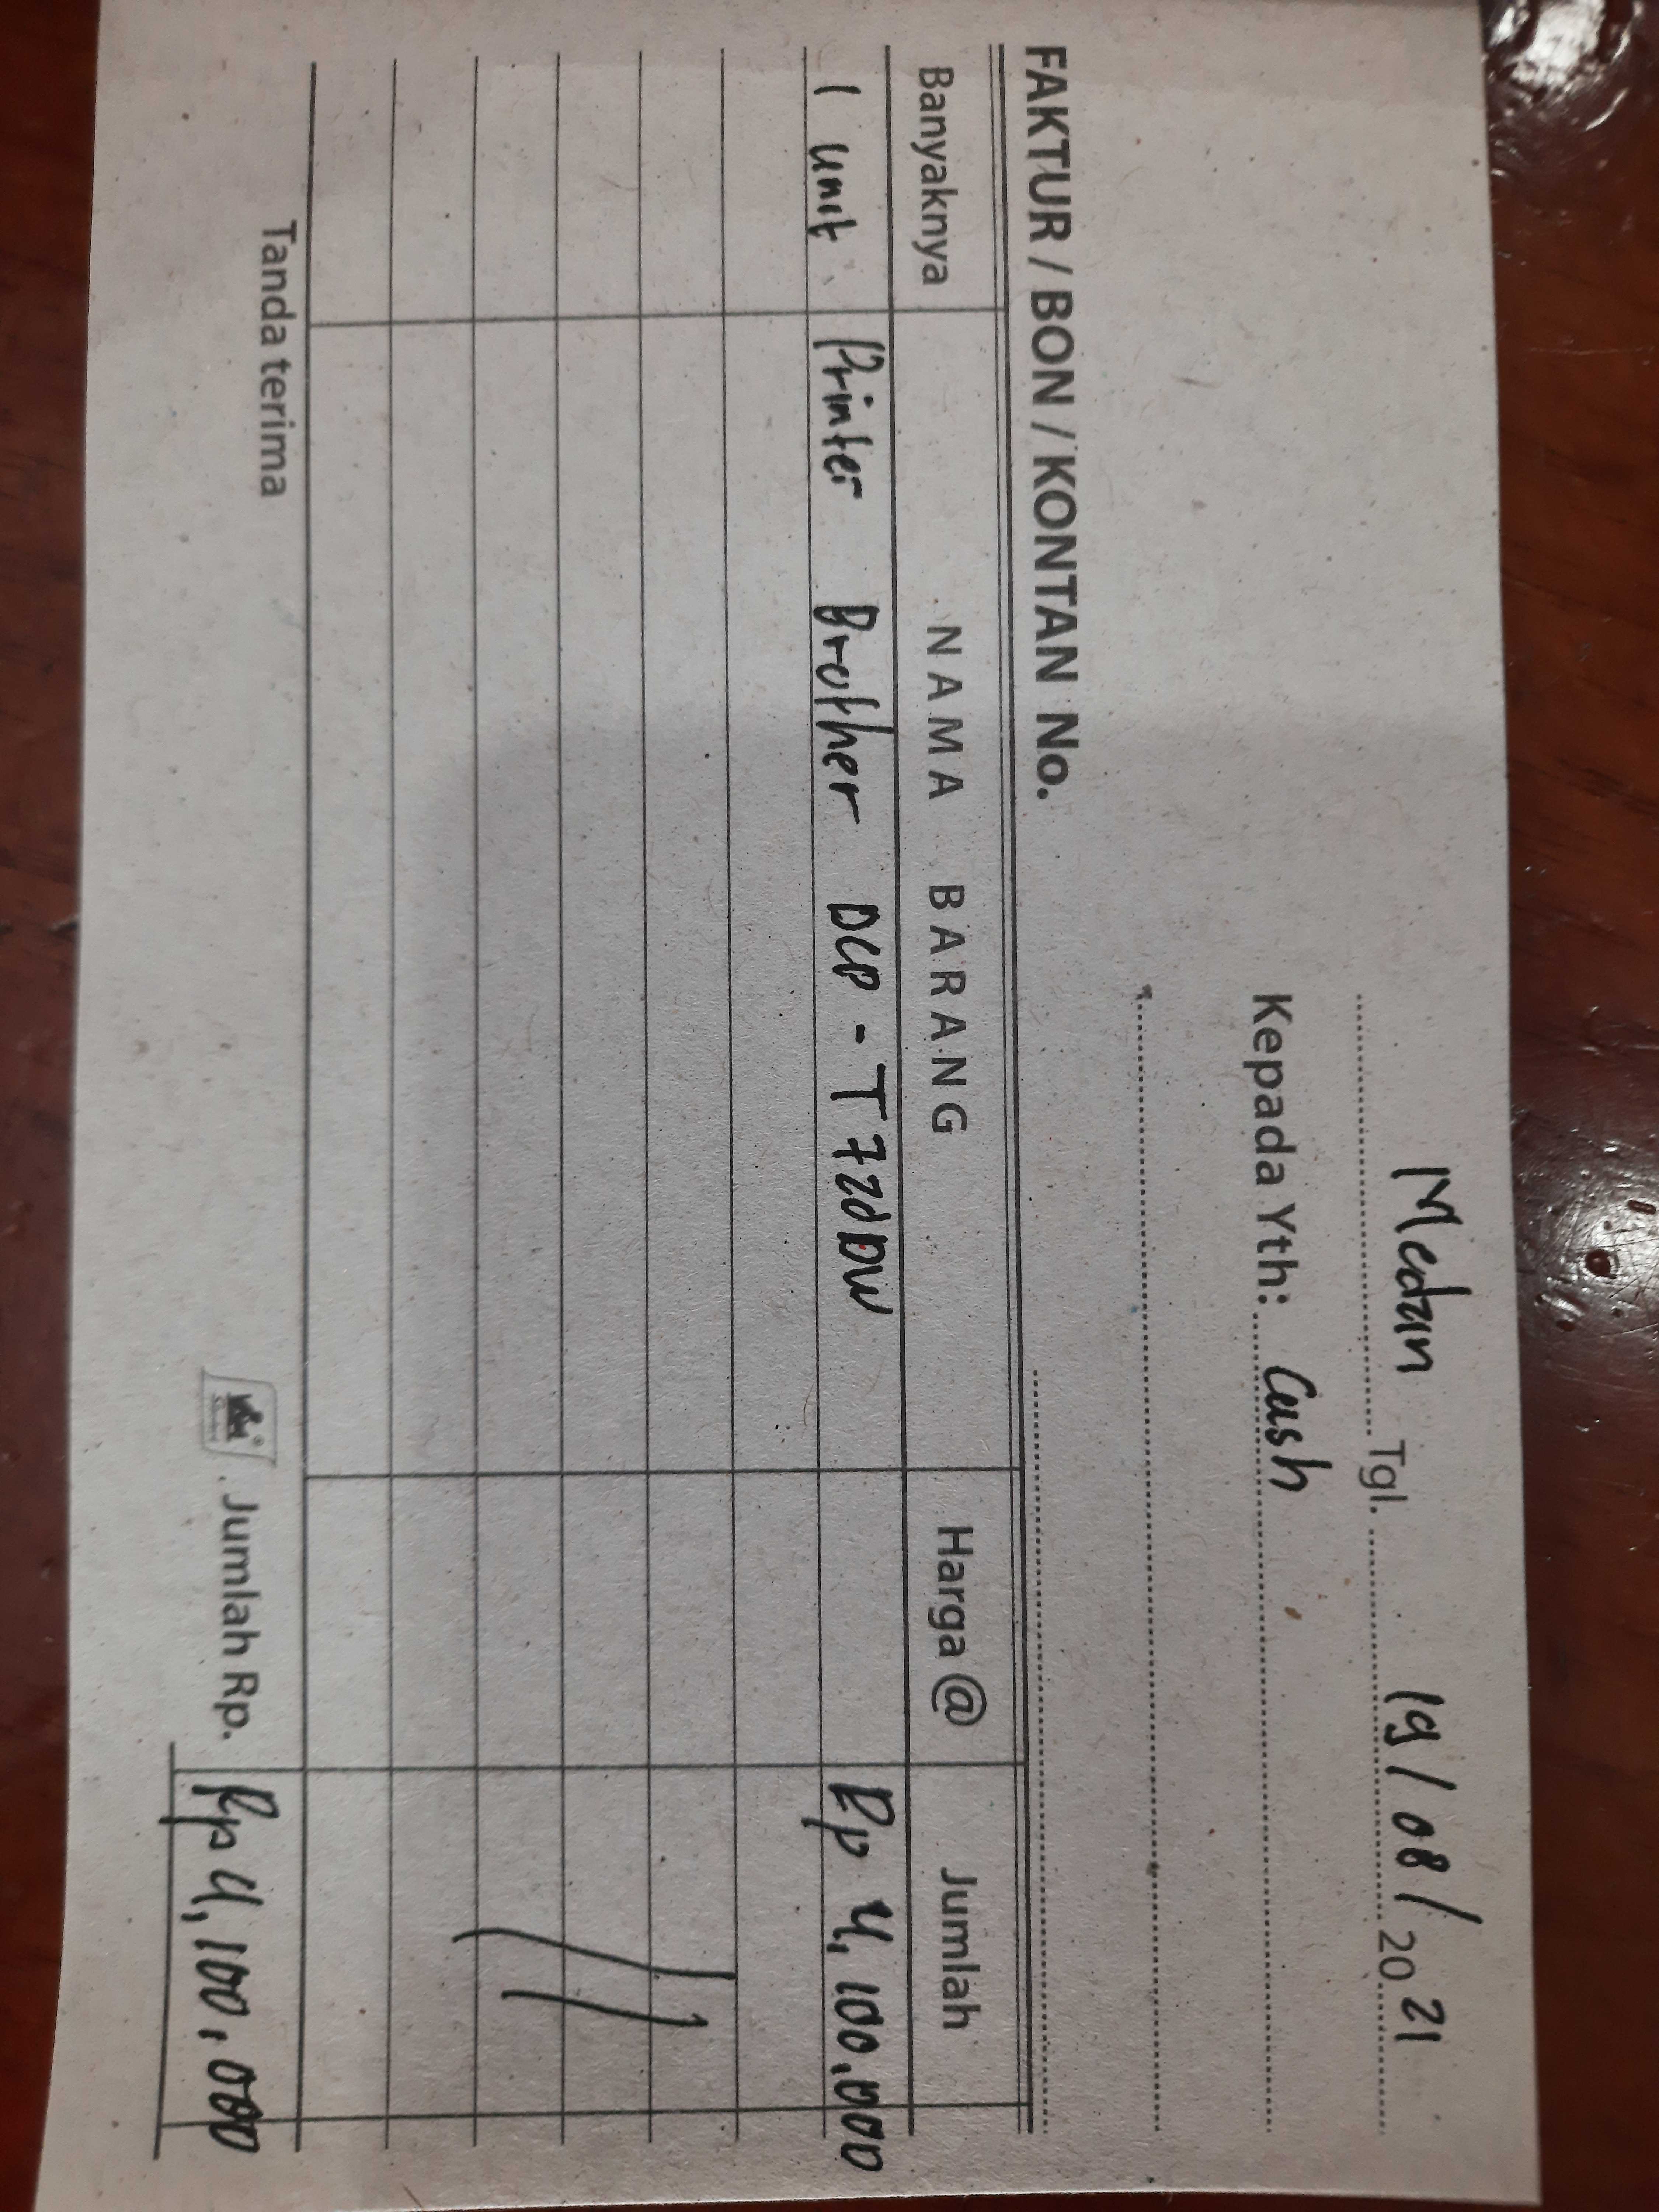 Medan Tgl. 19/08/2021
Kepada Yth: Cash
FAKTUR / BON / KONTAN No.
Banyaknya NAMA BARANG Harga @ Jumlah
1 unit Printer Brother DCP - T720DW Rp 4,100.000
Tanda terima Jumlah Rp. Rp 4,100,000